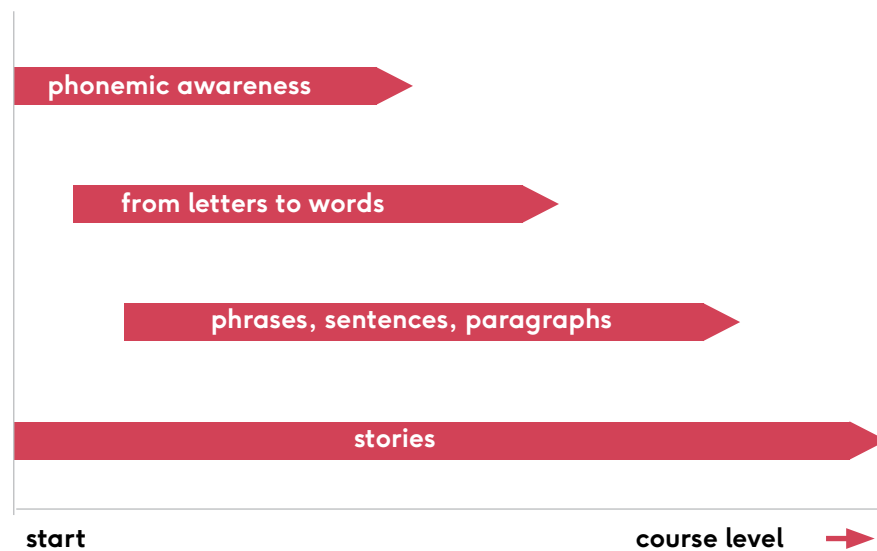 phonemic awareness
from letters to words
phrases, sentences, paragraphs
stories
start
course level